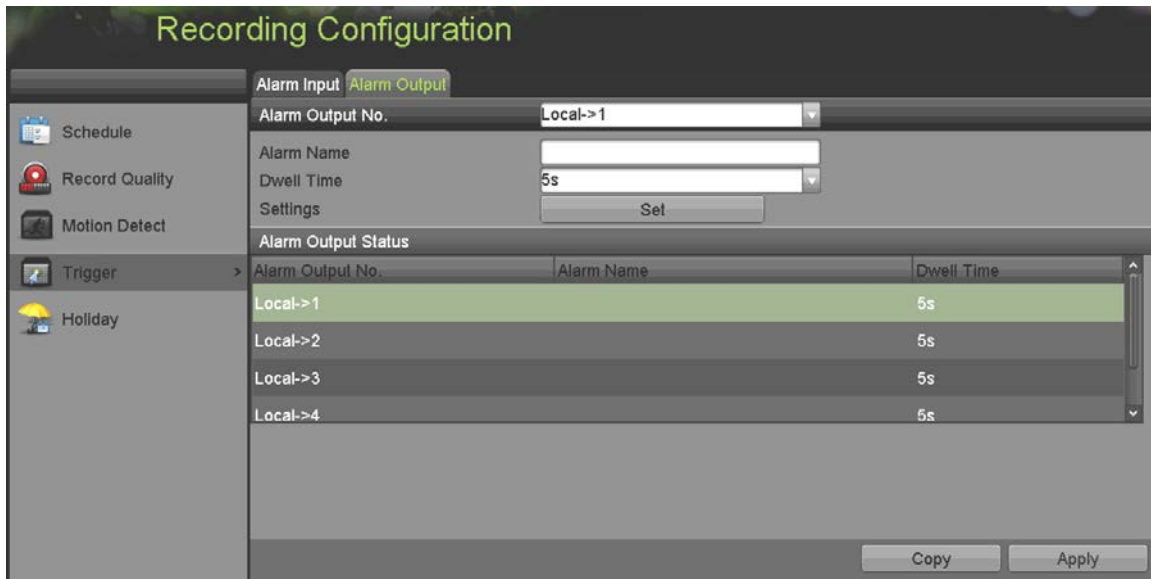 Recording Configuration
Schedule
Record Quality
Motion Detect
Trigger >
Holiday
Alarm Input Alarm Output
Alarm Output No. Local->1
Alarm Name
Dwell Time 5s
Settings Set
Alarm Output Status
Alarm Output No. Alarm Name Dwell Time
Local->1 5s
Local->2 5s
Local->3 5s
Local->4 5s
Copy Apply